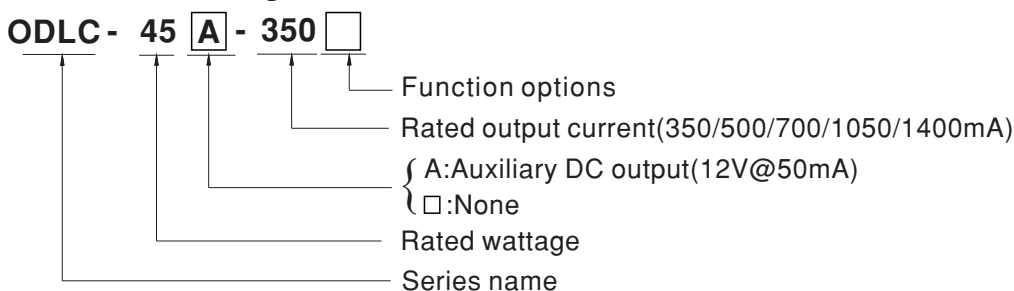 ODLC - 45 A - 350 □
Function options
Rated output current(350/500/700/1050/1400mA)
A:Auxiliary DC output(12V@50mA)
□:None
Rated wattage
Series name